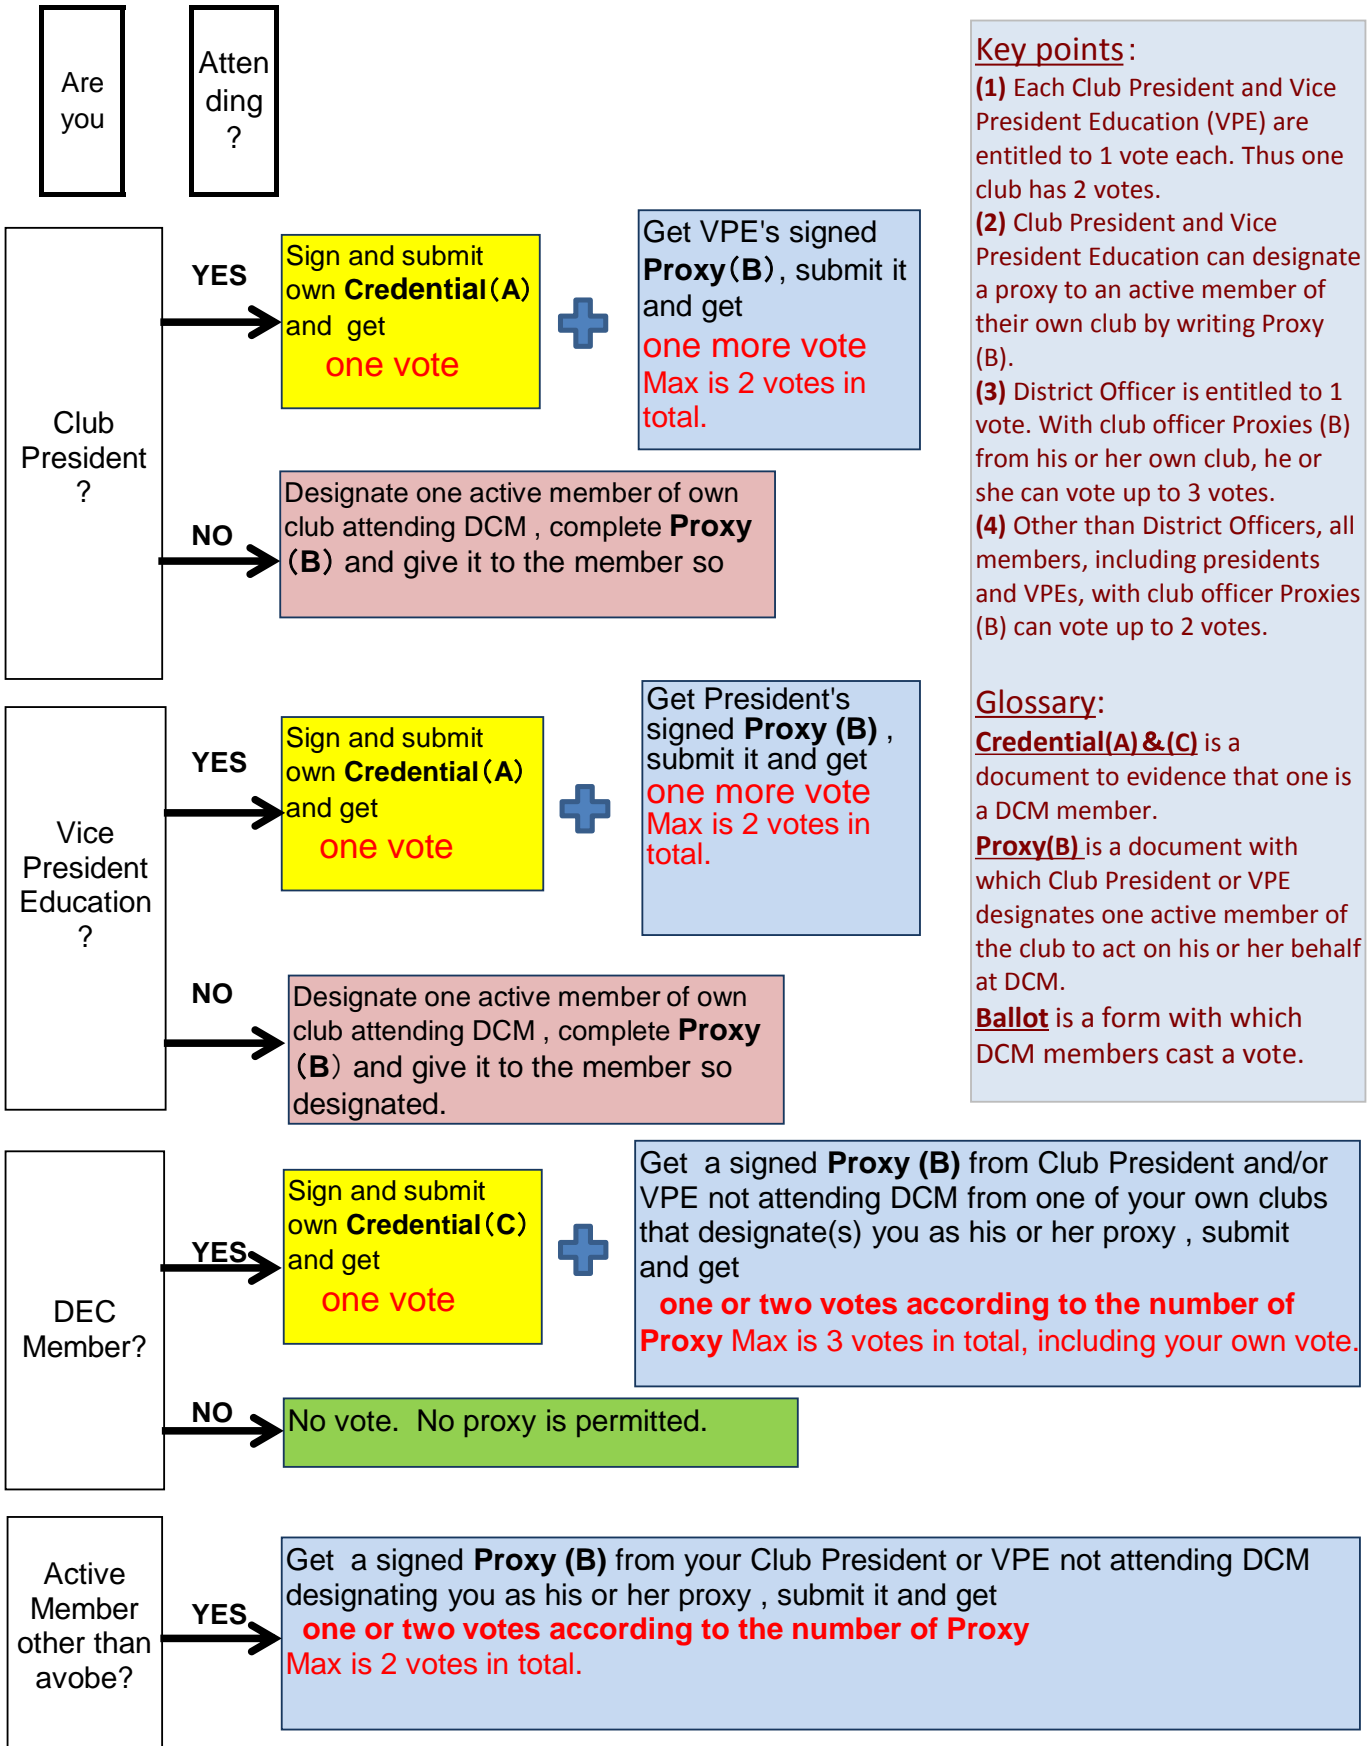 Are
you
Atten
ding
?
Club
President
?
YES
Sign and submit
own Credential（A）
and  get
one vote
Get VPE's signed
Proxy（B）, submit it
and get
one more vote
Max is 2 votes in
total.
NO
Designate one active member of own
club attending DCM , complete Proxy
（B） and give it to the member so
Vice
President
Education
?
YES
Sign and submit
own Credential（A）
and get
one vote
Get President's
signed Proxy (B) ,
submit it and get
one more vote
Max is 2 votes in
total.
NO
Designate one active member of own
club attending DCM , complete Proxy
（B） and give it to the member so
designated.
DEC
Member?
YES
Sign and submit
own Credential（C）
and get
one vote
Get  a signed Proxy (B) from Club President and/or
VPE not attending DCM from one of your own clubs
that designate(s) you as his or her proxy , submit
and get
one or two votes according to the number of
Proxy Max is 3 votes in total, including your own vote.
NO
No vote.  No proxy is permitted.
Active
Member
other than
avobe?
YES
Get  a signed Proxy (B) from your Club President or VPE not attending DCM
designating you as his or her proxy , submit it and get
one or two votes according to the number of Proxy
Max is 2 votes in total.
Key points：
(1) Each Club President and Vice
President Education (VPE) are
entitled to 1 vote each. Thus one
club has 2 votes.
(2) Club President and Vice
President Education can designate
a proxy to an active member of
their own club by writing Proxy
(B).
(3) District Officer is entitled to 1
vote. With club officer Proxies (B)
from his or her own club, he or
she can vote up to 3 votes.
(4) Other than District Officers, all
members, including presidents
and VPEs, with club officer Proxies
(B) can vote up to 2 votes.
Glossary:
Credential(A)＆(C) is a
document to evidence that one is
a DCM member.
Proxy(B) is a document with
which Club President or VPE
designates one active member of
the club to act on his or her behalf
at DCM.
Ballot is a form with which
DCM members cast a vote.